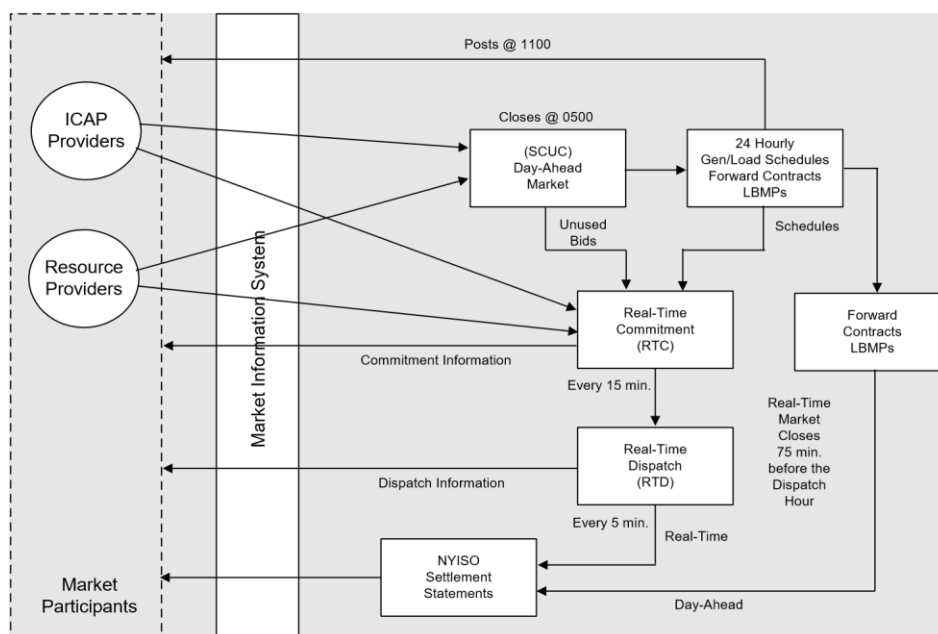 Posts @ 1100
ICAP
Providers
Closes @ 0500
(SCUC)
Day-Ahead
Market
24 Hourly
Gen/Load Schedules
Forward Contracts
LBMPs
Unused
Bids
Schedules
Resource
Providers
Market Information System
Real-Time
Commitment
(RTC)
Forward
Contracts
LBMPs
Commitment Information
Every 15 min.
Real-Time
Market
Closes
75 min.
before the
Dispatch
Hour
Real-Time
Dispatch
(RTD)
Dispatch Information
Every 5 min.
Real-Time
NYISO
Settlement
Statements
Market
Participants
Day-Ahead